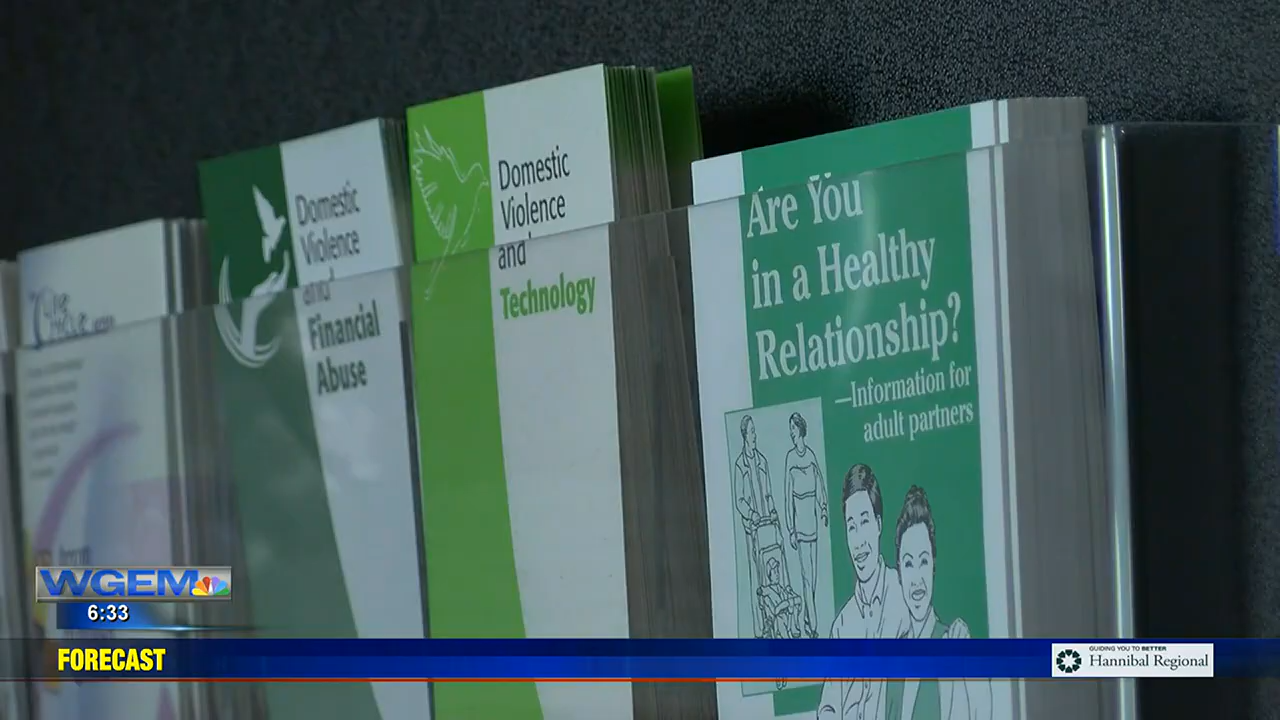 Domestic
Violence
and
Financial
Abuse
Domestic
Violence
and
Technology
Are You
in a Healthy
Relationship?
—Information for
adult partners
WGEM
6:33
FORECAST
GUIDING YOU TO BETTER
Hannibal Regional